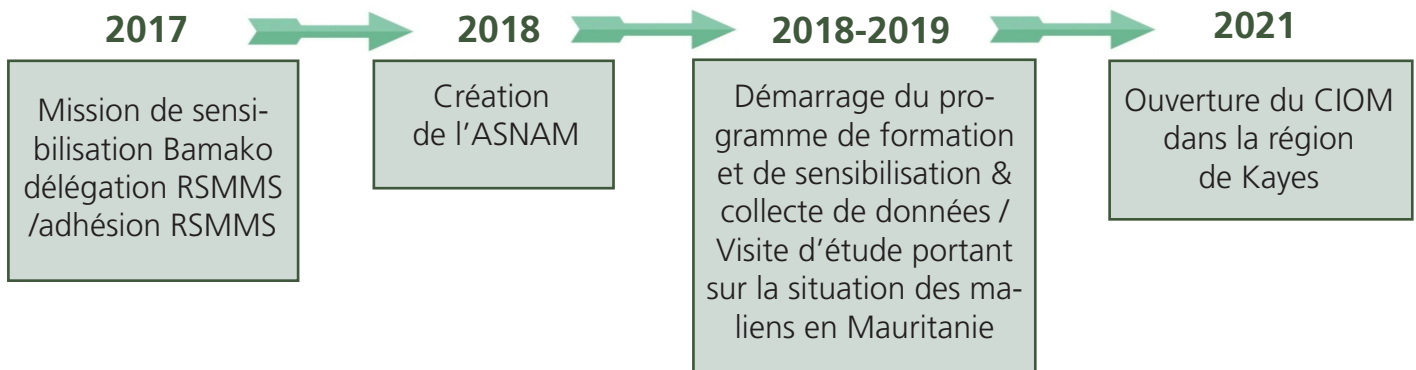 2017
Mission de sensi-
bilisation Bamako
délégation RSMMS
/adhésion RSMMS
2018
Création
de l'ASNAM
2018-2019
Démarrage du pro-
gramme de formation
et de sensibilisation &
collecte de données /
Visite d'étude portant
sur la situation des ma-
liens en Mauritanie
2021
Ouverture du CIOM
dans la région
de Kayes